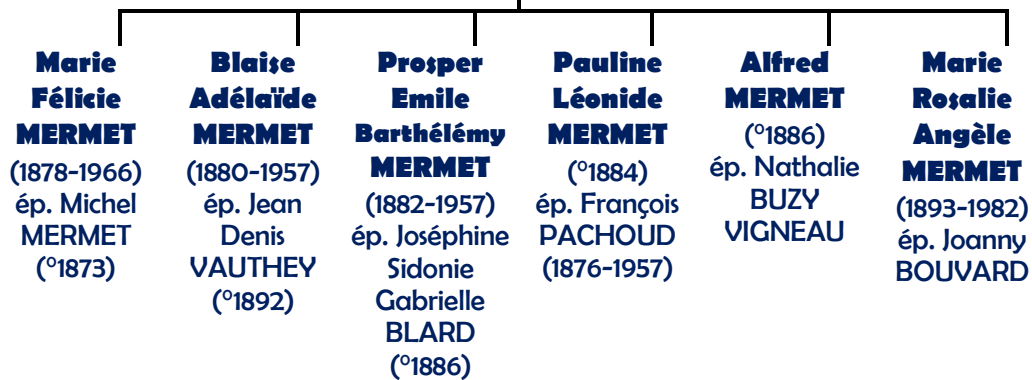 Marie
Félicie
MERMET
(1878-1966)
ép. Michel
MERMET
(°1873)
Blaise
Adélaïde
MERMET
(1880-1957)
ép. Jean
Denis
VAUTHEY
(°1892)
Prosper
Emile
Barthélémy
MERMET
(1882-1957)
ép. Joséphine
Sidonie
Gabrielle
BLARD
(°1886)
Pauline
Léonide
MERMET
(°1884)
ép. François
PACHOUD
(1876-1957)
Alfred
MERMET
(°1886)
ép. Nathalie
BUZY
VIGNEAU
Marie
Rosalie
Angèle
MERMET
(1893-1982)
ép. Joanny
BOUVARD